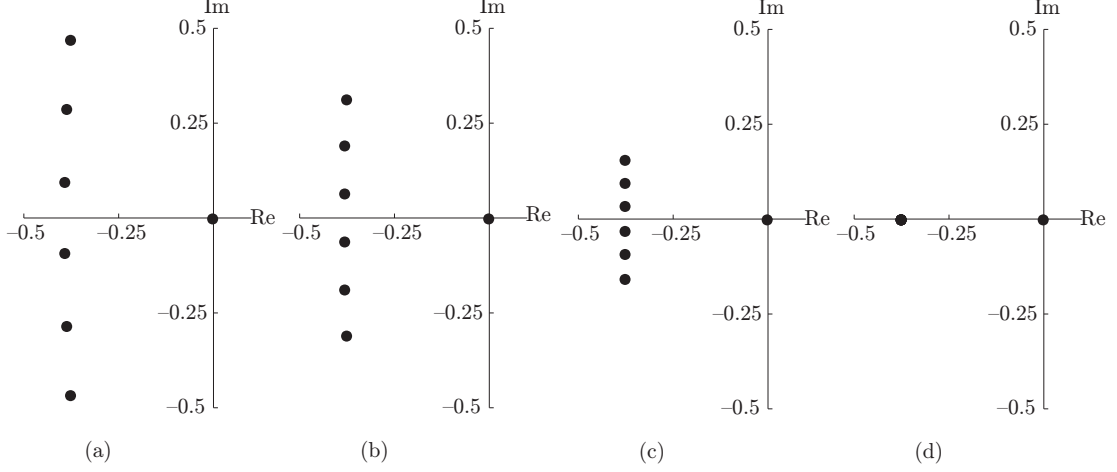 Im Im Im Im
0.5 0.5 0.5 0.5
0.25 0.25 0.25 0.25
Re Re Re Re
–0.5 –0.25 –0.5 –0.25 –0.5 –0.25 –0.5 –0.25
–0.25 –0.25 –0.25 –0.25
–0.5 –0.5 –0.5 –0.5
(a) (b) (c) (d)